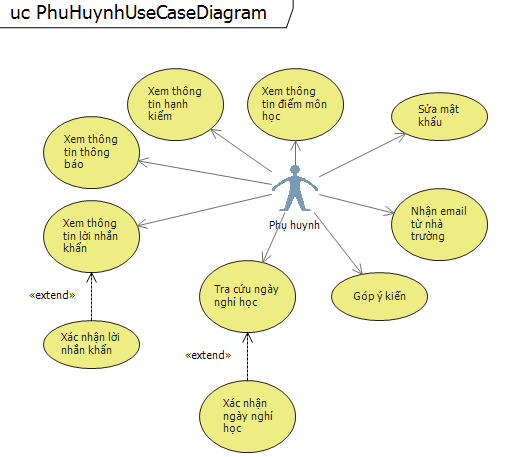 uc PhuHuynhUseCaseDiagram
Xem thông
tin hạnh
kiểm
Xem thông
tin điểm môn
học
Sửa mật
khẩu
Xem thông
tin thông
báo
Xem thông
tin lời nhắn
khẩn
Phụ huynh
Nhận email
từ nhà
trường
«extend»
Tra cứu ngày
nghỉ học
Góp ý kiến
Xác nhận lời
nhắn khẩn
«extend»
Xác nhận
ngày nghỉ
học